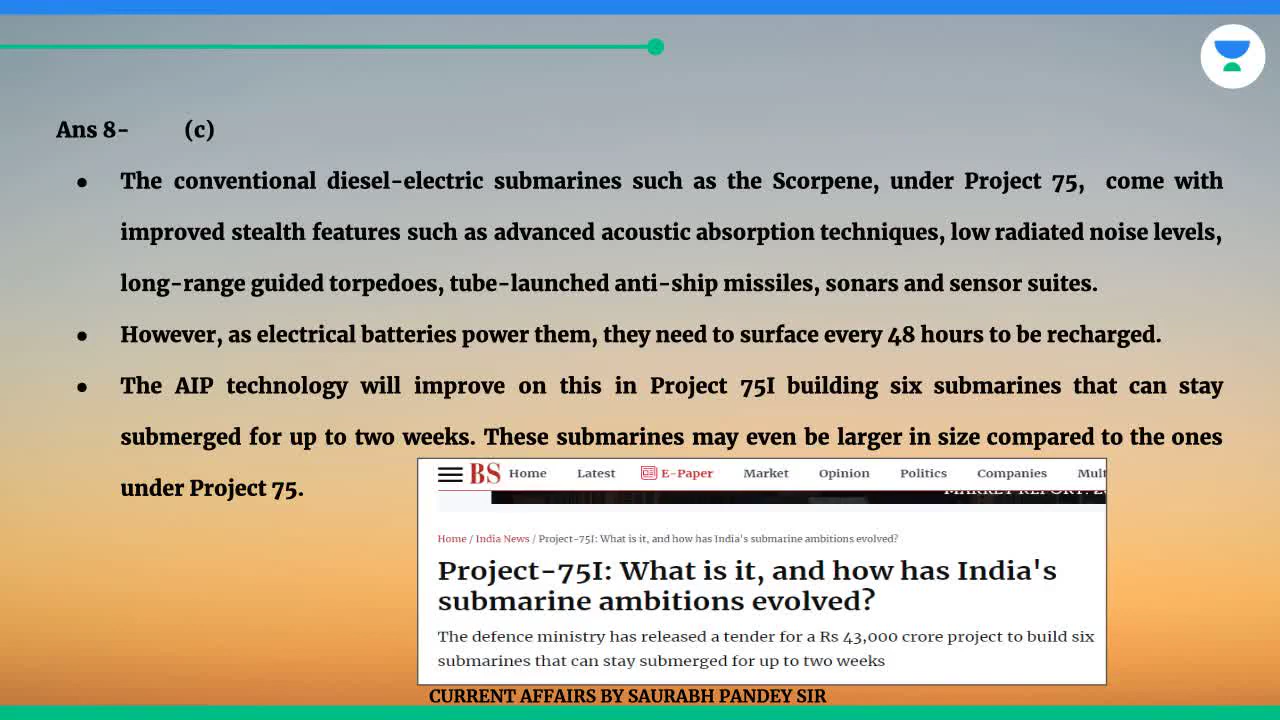 Ans 8- (c)
● The conventional diesel-electric submarines such as the Scorpene, under Project 75, come with
improved stealth features such as advanced acoustic absorption techniques, low radiated noise levels,
long-range guided torpedoes, tube-launched anti-ship missiles, sonars and sensor suites.
● However, as electrical batteries power them, they need to surface every 48 hours to be recharged.
● The AIP technology will improve on this in Project 75I building six submarines that can stay
submerged for up to two weeks. These submarines may even be larger in size compared to the ones
under Project 75.
BS Home Latest E-Paper Market Opinion Politics Companies Mult
Home / India News / Project-75I: What is it, and how has India's submarine ambitions evolved?
Project-75I: What is it, and how has India's
submarine ambitions evolved?
The defence ministry has released a tender for a Rs 43,000 crore project to build six
submarines that can stay submerged for up to two weeks
CURRENT AFFAIRS BY SAURABH PANDEY SIR